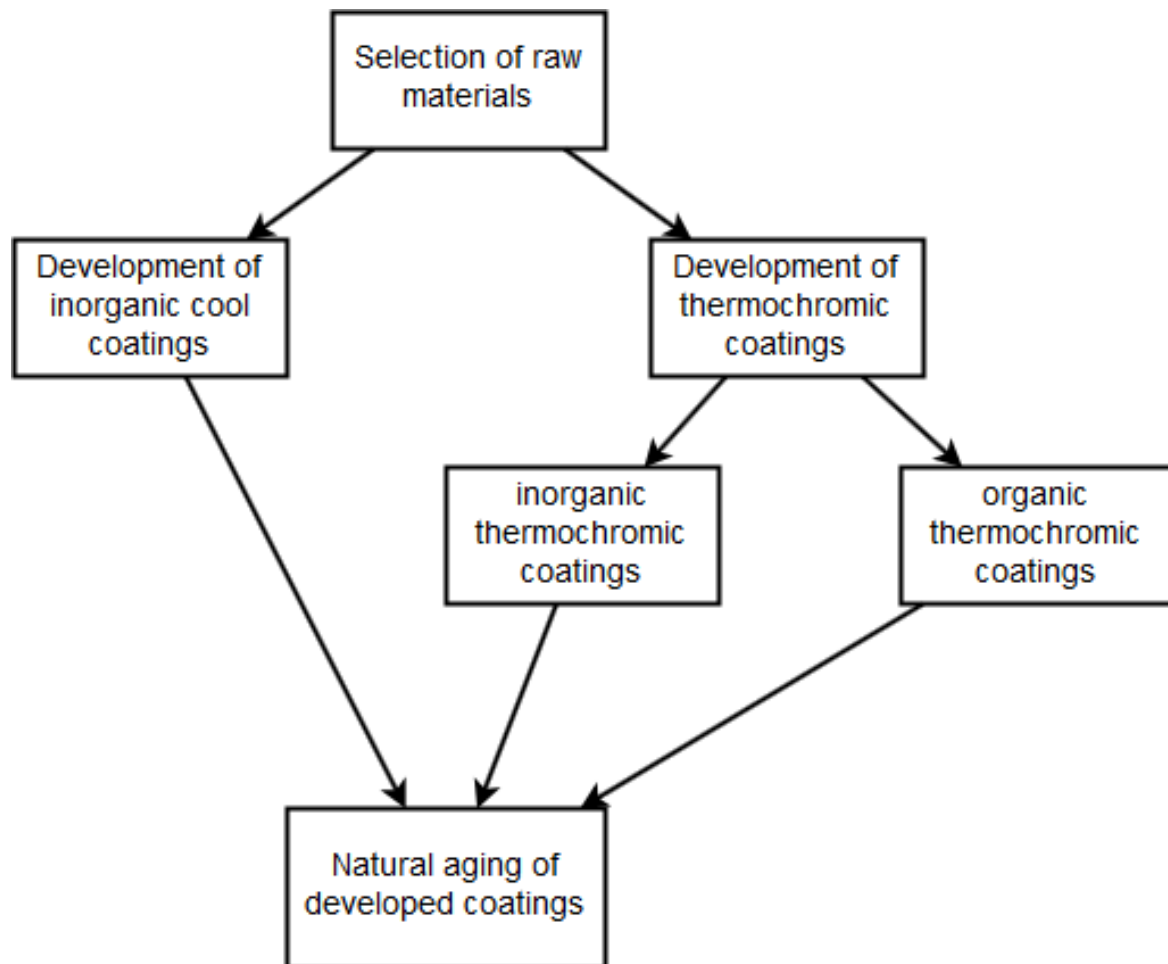 Selection of raw
materials
Development of
inorganic cool
coatings
Development of
thermochromic
coatings
inorganic
thermochromic
coatings
organic
thermochromic
coatings
Natural aging of
developed coatings